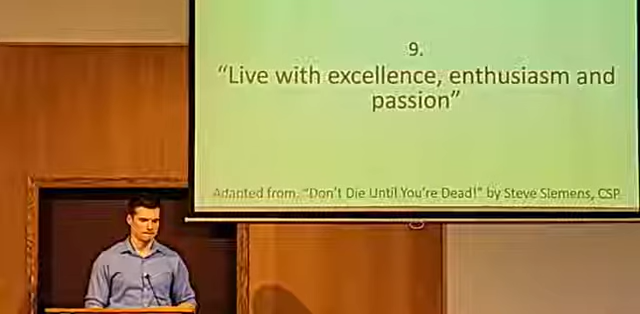 9.
“Live with excellence, enthusiasm and
passion”
Adapted from, “Don't Die Until You're Dead!” by Steve Siemens, CSP